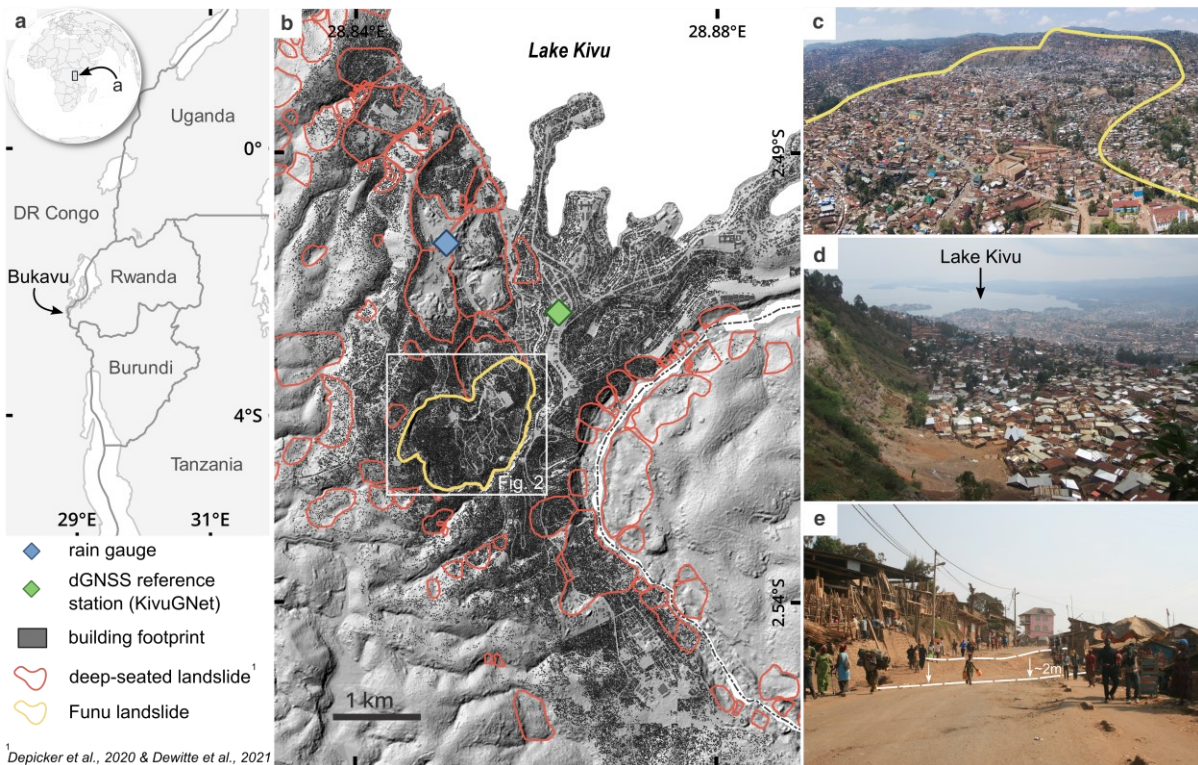 a
a
Uganda
0°
DR Congo
Bukavu
Rwanda
Burundi
4°S
Tanzania
29°E
31°E
rain gauge
dGNSS reference
station (KivuGNet)
building footprint
deep-seated landslide¹
Funu landslide
¹Depicker et al., 2020 & Dewitte et al., 2021
b
28.84°E
28.88°E
Lake Kivu
2.49°S
Fig. 2
2.54°S
1 km
c
d
Lake Kivu
e
~2m